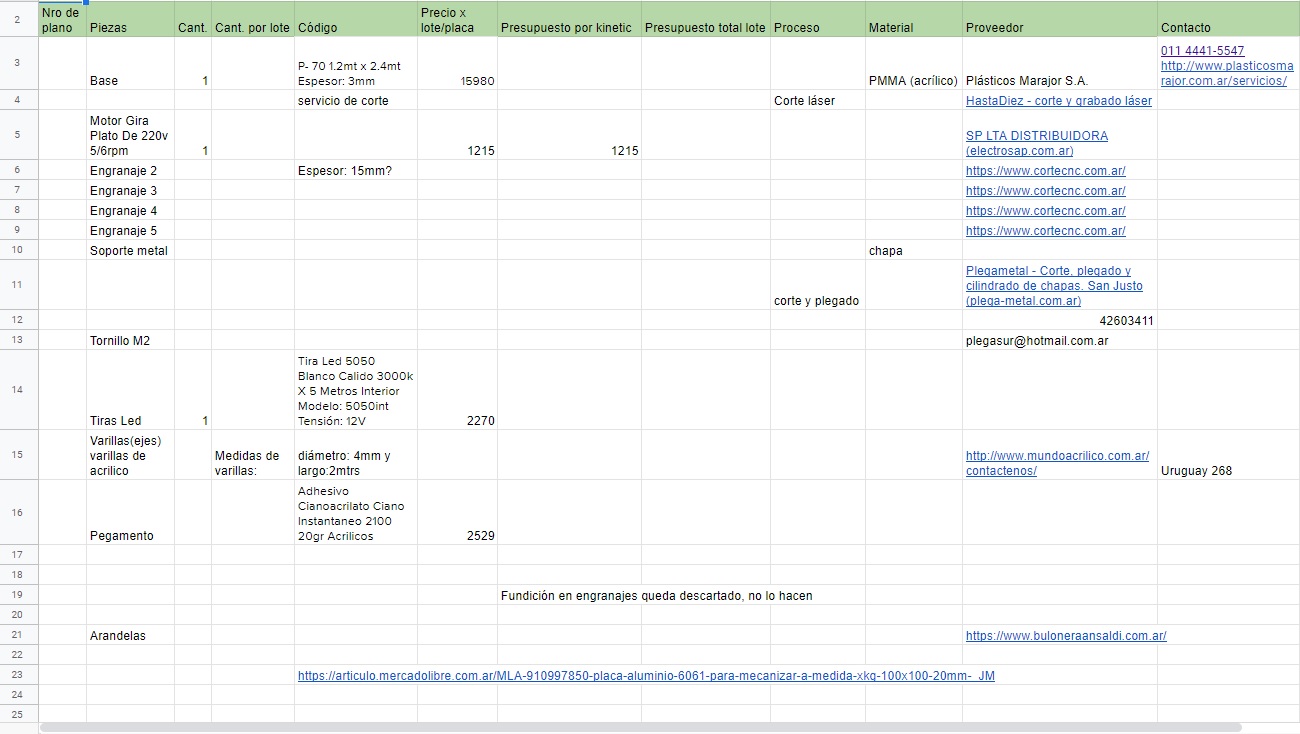 2 Nro de plano Piezas Cant. Cant. por lote Código Precio x lote/placa Presupuesto por kinetic Presupuesto total lote Proceso Material Proveedor Contacto
3 Base 1 P- 70 1.2mt x 2.4mt Espesor: 3mm 15980 PMMA (acrílico) Plásticos Marajor S.A. 011 4441-5547 http://www.plasticosmarajor.com.ar/servicios/
4 servicio de corte Corte láser HastaDiez - corte y grabado láser
5 Motor Gira Plato De 220v 5/6rpm 1 1215 1215 SP LTA DISTRIBUIDORA (electrosap.com.ar)
6 Engranaje 2 Espesor: 15mm? https://www.cortecnc.com.ar/
7 Engranaje 3 https://www.cortecnc.com.ar/
8 Engranaje 4 https://www.cortecnc.com.ar/
9 Engranaje 5 https://www.cortecnc.com.ar/
10 Soporte metal chapa
11 corte y plegado Plegametal - Corte, plegado y cilindrado de chapas. San Justo (plega-metal.com.ar)
12 42603411
13 Tornillo M2 plegasur@hotmail.com.ar
14 Tiras Led 1 Tira Led 5050 Blanco Calido 3000k X 5 Metros Interior Modelo: 5050int Tensión: 12V 2270
15 Varillas(ejes) varillas de acrilico Medidas de varillas: diámetro: 4mm y largo:2mtrs http://www.mundoacrilico.com.ar/contactenos/ Uruguay 268
16 Pegamento Adhesivo Cianoacrilato Ciano Instantaneo 2100 20gr Acrilicos 2529
17
18
19 Fundición en engranajes queda descartado, no lo hacen
20
21 Arandelas https://www.buloneraansaldi.com.ar/
22
23 https://articulo.mercadolibre.com.ar/MLA-910997850-placa-aluminio-6061-para-mecanizar-a-medida-xkg-100x100-20mm-_JM
24
25